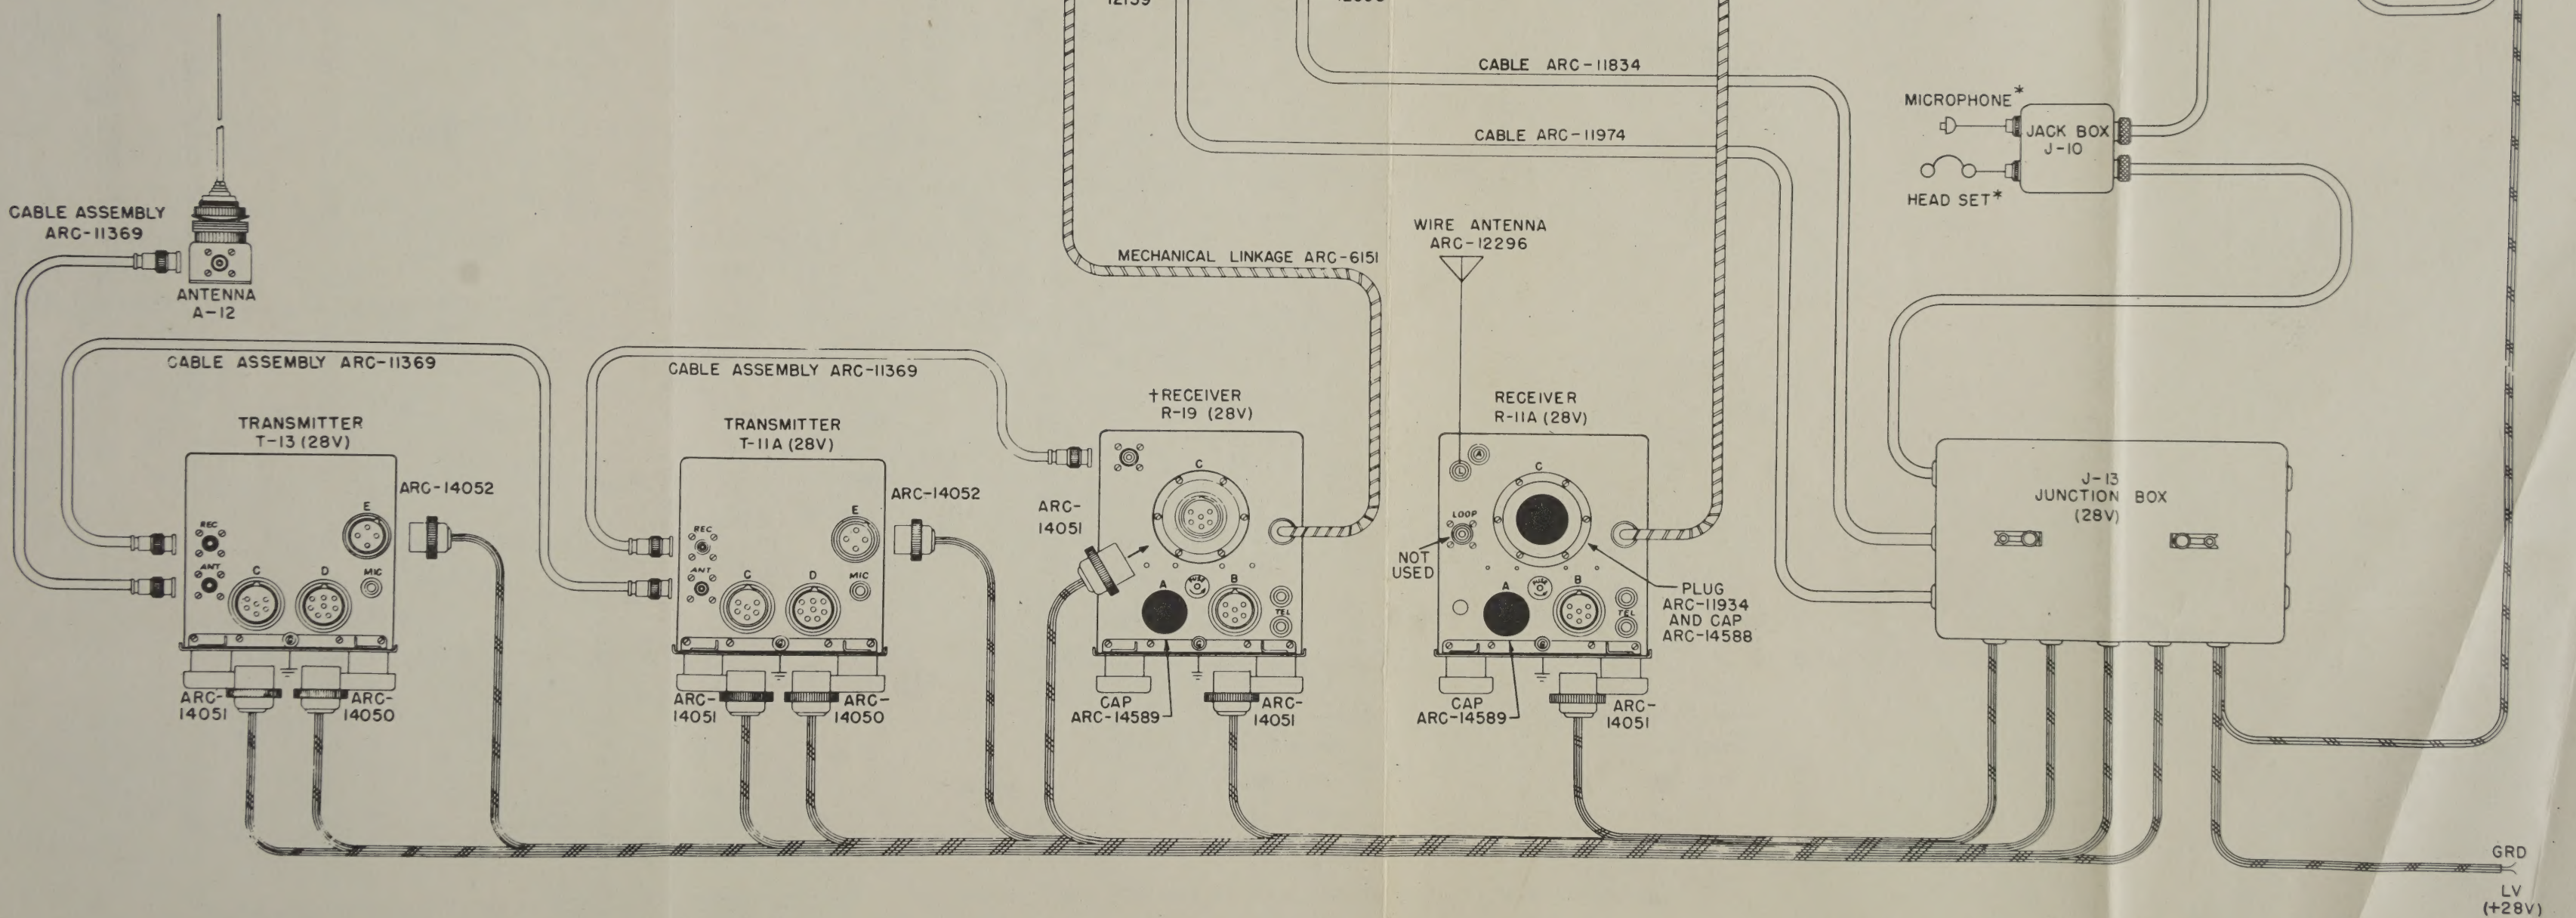 CABLE ARC-11834
CABLE ARC-11974
MICROPHONE*
JACK BOX
J-10
HEAD SET*
CABLE ASSEMBLY
ARC-11369
ANTENNA
A-12
MECHANICAL LINKAGE ARC-6151
WIRE ANTENNA
ARC-12296
CABLE ASSEMBLY ARC-11369
CABLE ASSEMBLY ARC-11369
TRANSMITTER
T-13 (28V)
ARC-14052
E
REC
ANT
C
D
MIC
ARC-
14051
ARC-
14050
TRANSMITTER
T-11A (28V)
ARC-14052
E
REC
ANT
C
D
MIC
ARC-
14051
ARC-
14050
†RECEIVER
R-19 (28V)
ARC-
14051
C
A
FUSE
B
TEL
G
CAP
ARC-14589
ARC-
14051
RECEIVER
R-11A (28V)
L
A
C
LOOP
NOT
USED
A
FUSE
B
TEL
G
PLUG
ARC-11934
AND CAP
ARC-14588
CAP
ARC-14589
ARC-
14051
J-13
JUNCTION BOX
(28V)
GRD
LV
(+28V)